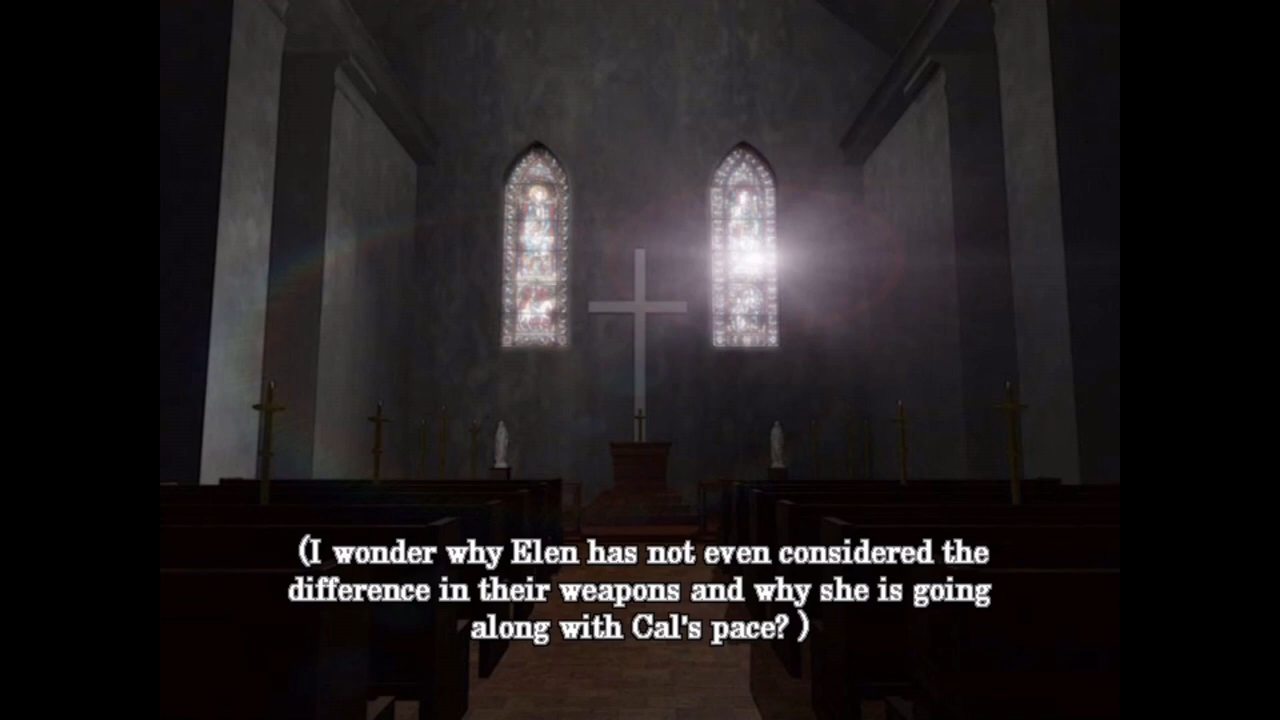 (I wonder why Elen has not even considered the
difference in their weapons and why she is going
along with Cal's pace? )